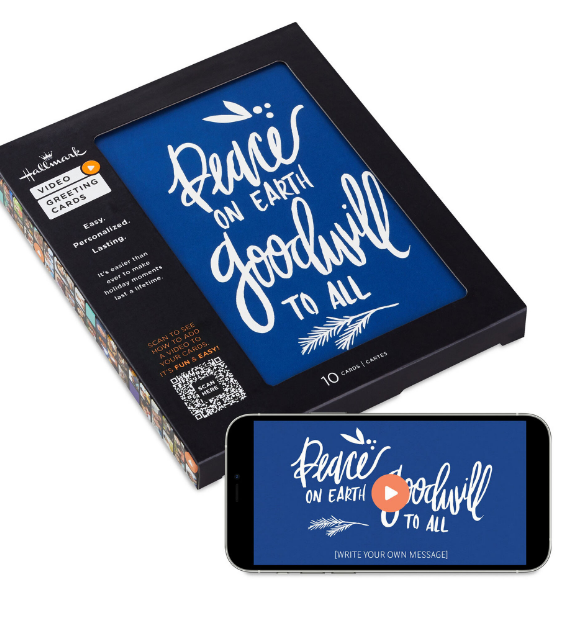 Hallmark
VIDEO
GREETING
CARDS
Easy.
Personalized.
Lasting.
It's easier than
ever to make
holiday moments
last a lifetime.
SCAN TO SEE
HOW TO ADD
A VIDEO TO
YOUR CARDS.
IT'S FUN & EASY!
SCAN
HERE
Peace
ON EARTH
goodwill
TO ALL
10 CARDS | CARTES
Peace
ON EARTH
goodwill
TO ALL
[WRITE YOUR OWN MESSAGE]